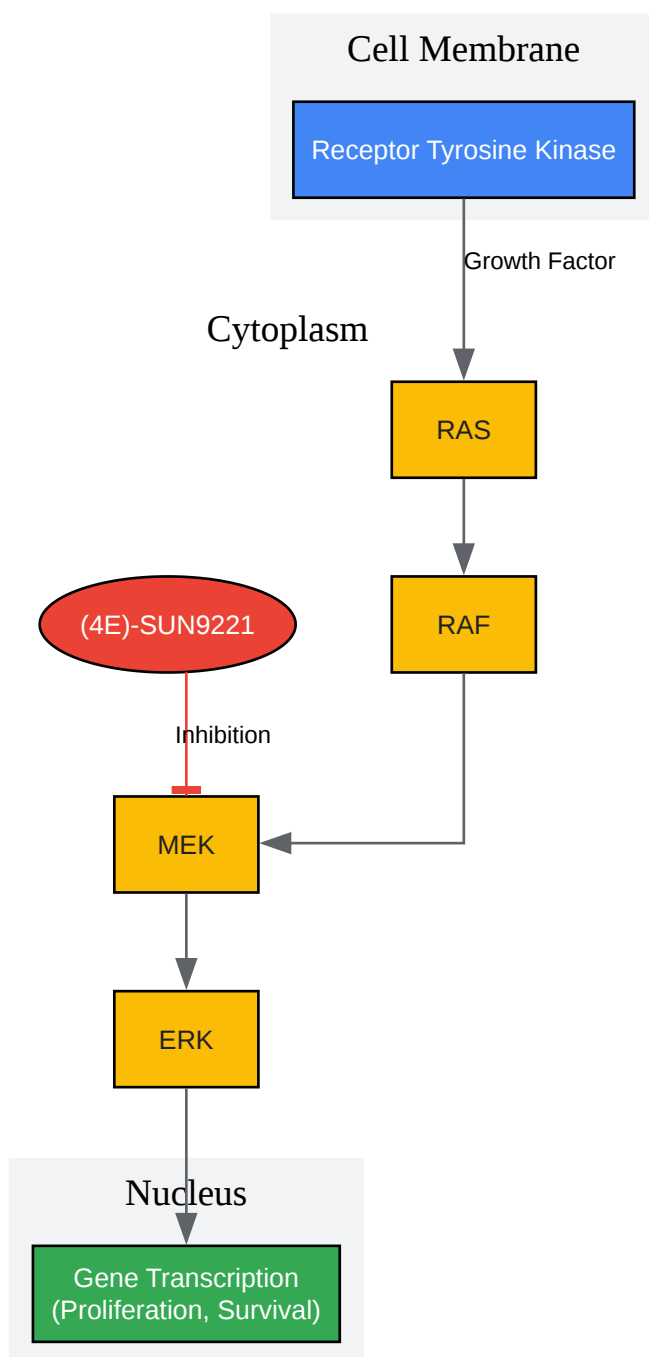 Cell Membrane
Receptor Tyrosine Kinase
Growth Factor
Cytoplasm
RAS
RAF
(4E)-SUN9221
Inhibition
MEK
ERK
Nucleus
Gene Transcription
(Proliferation, Survival)